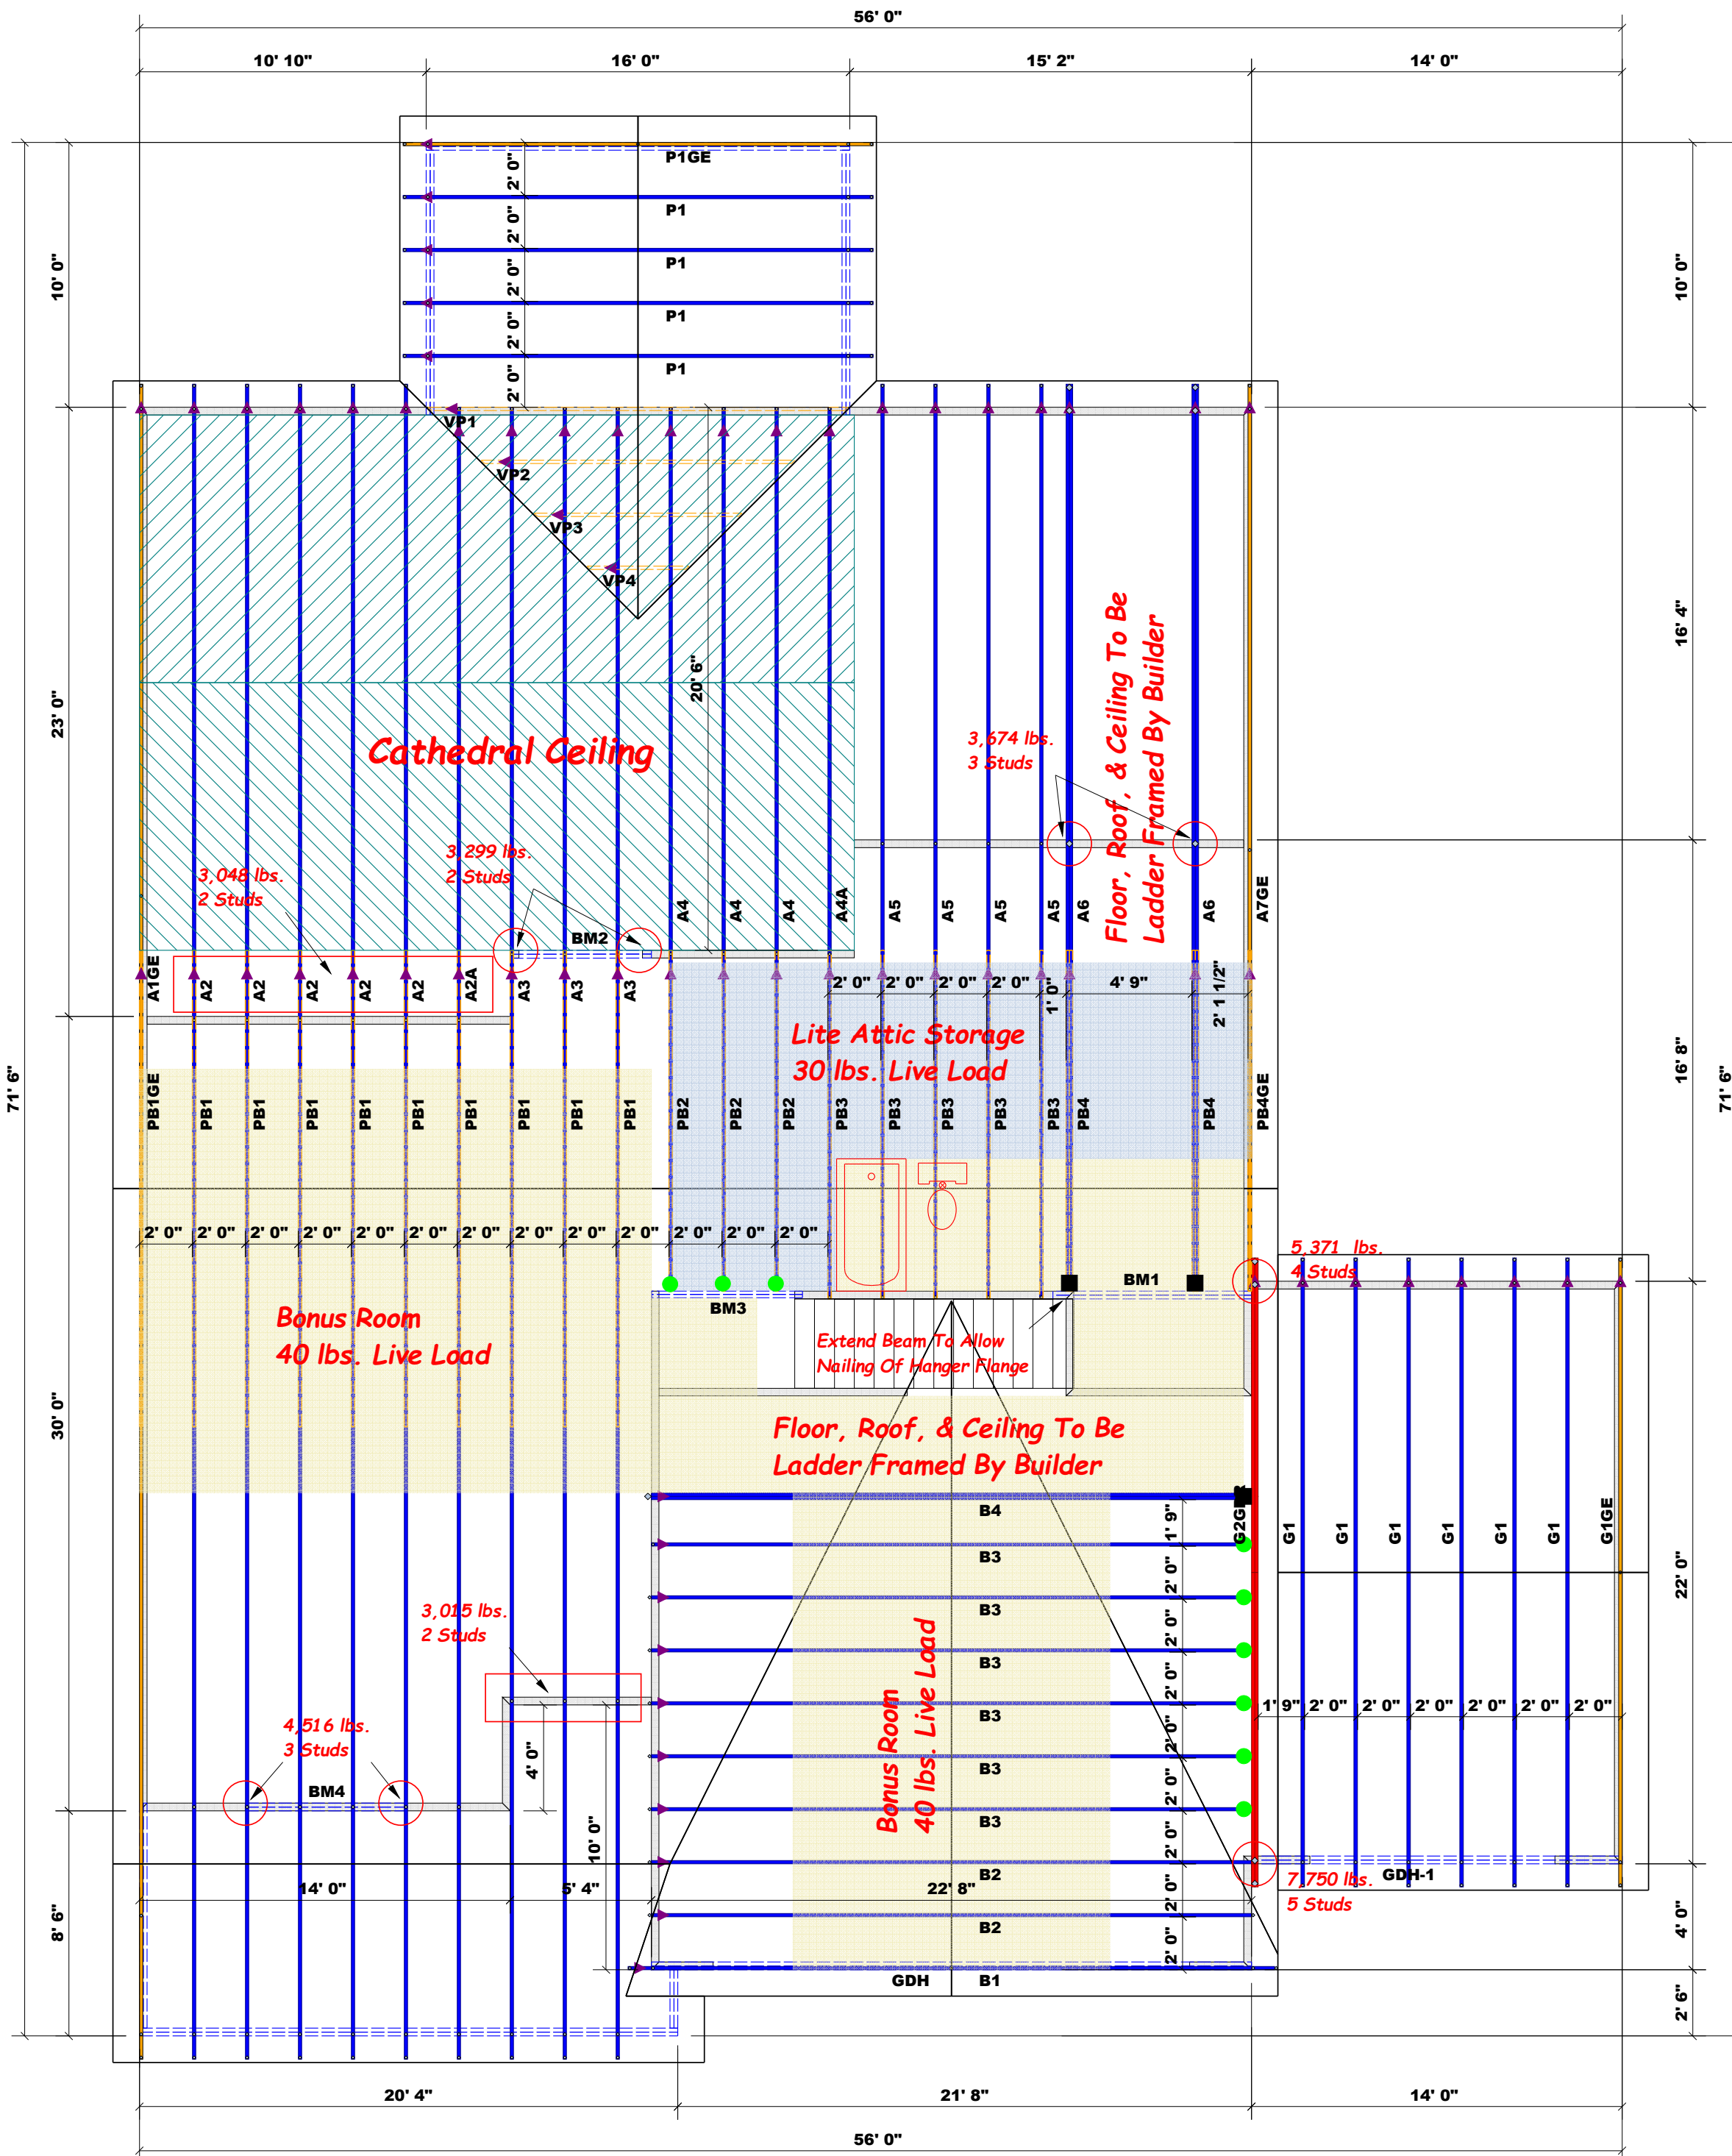 56' 0"
10' 10"
16' 0"
15' 2"
14' 0"
P1GE
2' 0"
P1
2' 0"
P1
2' 0"
P1
2' 0"
P1
2' 0"
10' 0"
10' 0"
VP1
VP2
VP3
VP4
20' 6"
23' 0"
16' 4"
Cathedral Ceiling
Floor, Roof, & Ceiling To Be
Ladder Framed By Builder
3,674 lbs.
3 Studs
3,299 lbs.
2 Studs
3,048 lbs.
2 Studs
BM2
A4
A4
A4
A4A
A5
A5
A5
A5
A6
A6
A7GE
A1GE
A2
A2
A2
A2
A2
A2A
A3
A3
A3
2' 0"
2' 0"
2' 0"
2' 0"
1' 0"
4' 9"
2' 1 1/2"
Lite Attic Storage
30 lbs. Live Load
71' 6"
16' 8"
71' 6"
PB1GE
PB1
PB1
PB1
PB1
PB1
PB1
PB1
PB1
PB1
PB2
PB2
PB2
PB3
PB3
PB3
PB3
PB3
PB4
PB4
PB4GE
2' 0"
2' 0"
2' 0"
2' 0"
2' 0"
2' 0"
2' 0"
2' 0"
2' 0"
2' 0"
2' 0"
2' 0"
2' 0"
5,371 lbs.
4 Studs
BM1
BM3
Bonus Room
40 lbs. Live Load
Extend Beam To Allow
Nailing Of Hanger Flange
30' 0"
Floor, Roof, & Ceiling To Be
Ladder Framed By Builder
B4
1' 9"
B3
2' 0"
B3
2' 0"
B3
2' 0"
B3
2' 0"
B3
2' 0"
B3
2' 0"
B2
2' 0"
B2
2' 0"
GDH
B1
G1
G1
G1
G1
G1
G1
G1GE
22' 0"
Bonus Room
40 lbs. Live Load
3,015 lbs.
2 Studs
1' 9"
2' 0"
2' 0"
2' 0"
2' 0"
2' 0"
2' 0"
4,516 lbs.
3 Studs
BM4
4' 0"
10' 0"
GDH-1
7,750 lbs.
5 Studs
14' 0"
5' 4"
22' 8"
8' 6"
4' 0"
2' 6"
20' 4"
21' 8"
14' 0"
56' 0"